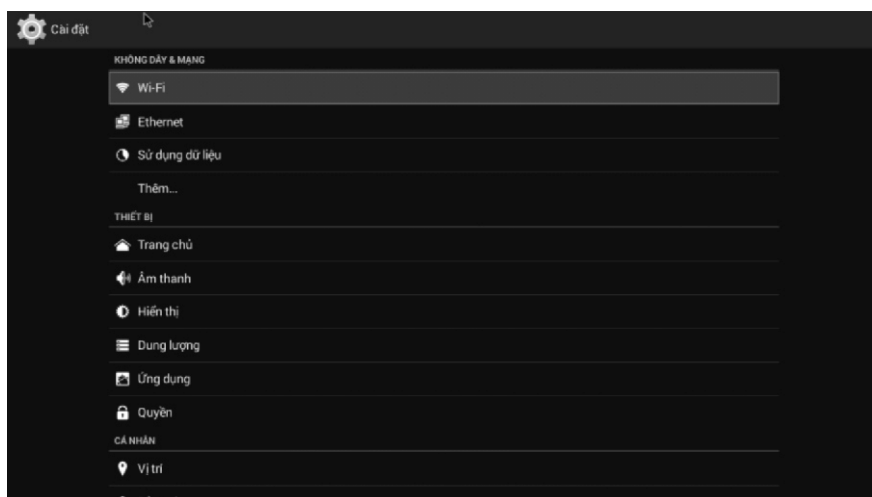 Cài đặt
KHÔNG DÂY & MẠNG
Wi-Fi
Ethernet
Sử dụng dữ liệu
Thêm...
THIẾT BỊ
Trang chủ
Âm thanh
Hiển thị
Dung lượng
Ứng dụng
Quyền
CÁ NHÂN
Vị trí